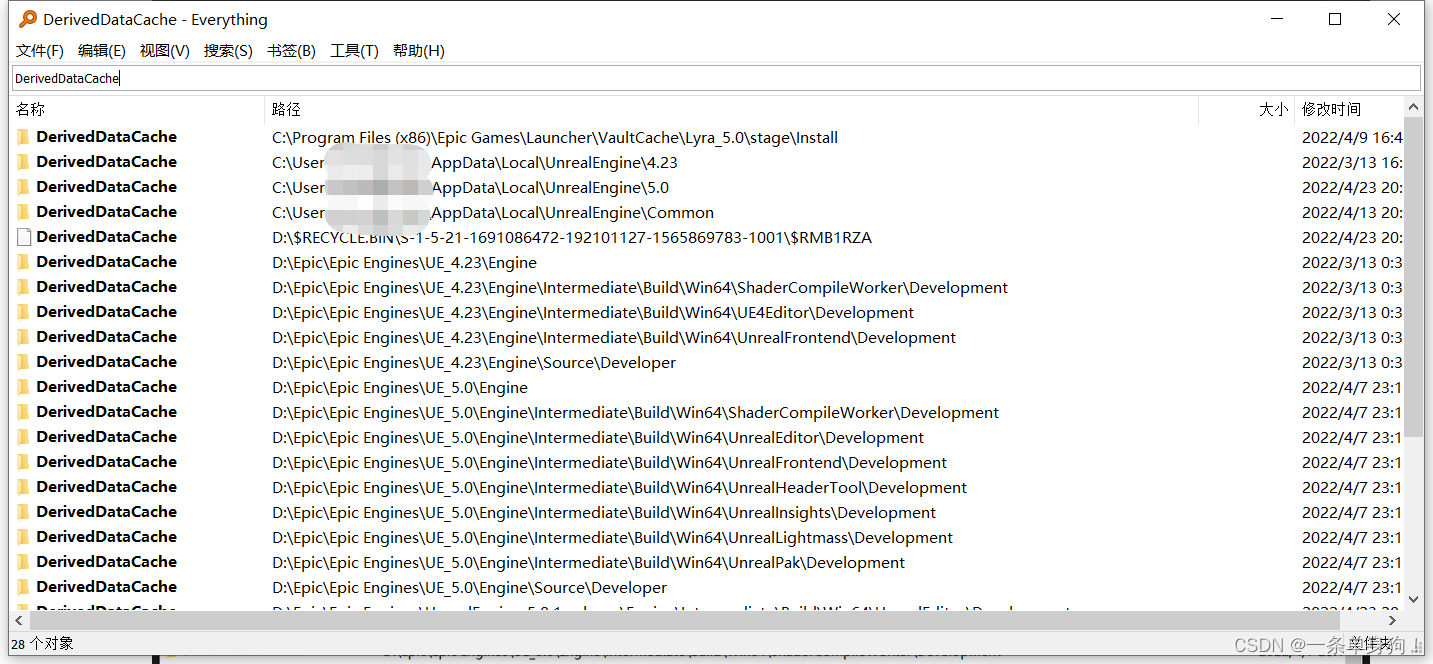 DerivedDataCache - Everything
文件(F) 编辑(E) 视图(V) 搜索(S) 书签(B) 工具(T) 帮助(H)
DerivedDataCache
名称 路径 大小 修改时间
DerivedDataCache C:\Program Files (x86)\Epic Games\Launcher\VaultCache\Lyra_5.0\stage\Install 2022/4/9 16:4
DerivedDataCache C:\User AppData\Local\UnrealEngine\4.23 2022/3/13 16:
DerivedDataCache C:\User AppData\Local\UnrealEngine\5.0 2022/4/23 20:
DerivedDataCache C:\User AppData\Local\UnrealEngine\Common 2022/4/13 20:
DerivedDataCache D:\$RECYCLE.BIN\S-1-5-21-1691086472-192101127-1565869783-1001\$RMB1RZA 2022/4/23 20:
DerivedDataCache D:\Epic\Epic Engines\UE_4.23\Engine 2022/3/13 0:3
DerivedDataCache D:\Epic\Epic Engines\UE_4.23\Engine\Intermediate\Build\Win64\ShaderCompileWorker\Development 2022/3/13 0:3
DerivedDataCache D:\Epic\Epic Engines\UE_4.23\Engine\Intermediate\Build\Win64\UE4Editor\Development 2022/3/13 0:3
DerivedDataCache D:\Epic\Epic Engines\UE_4.23\Engine\Intermediate\Build\Win64\UnrealFrontend\Development 2022/3/13 0:3
DerivedDataCache D:\Epic\Epic Engines\UE_4.23\Engine\Source\Developer 2022/3/13 0:3
DerivedDataCache D:\Epic\Epic Engines\UE_5.0\Engine 2022/4/7 23:1
DerivedDataCache D:\Epic\Epic Engines\UE_5.0\Engine\Intermediate\Build\Win64\ShaderCompileWorker\Development 2022/4/7 23:1
DerivedDataCache D:\Epic\Epic Engines\UE_5.0\Engine\Intermediate\Build\Win64\UnrealEditor\Development 2022/4/7 23:1
DerivedDataCache D:\Epic\Epic Engines\UE_5.0\Engine\Intermediate\Build\Win64\UnrealFrontend\Development 2022/4/7 23:1
DerivedDataCache D:\Epic\Epic Engines\UE_5.0\Engine\Intermediate\Build\Win64\UnrealHeaderTool\Development 2022/4/7 23:1
DerivedDataCache D:\Epic\Epic Engines\UE_5.0\Engine\Intermediate\Build\Win64\UnrealInsights\Development 2022/4/7 23:1
DerivedDataCache D:\Epic\Epic Engines\UE_5.0\Engine\Intermediate\Build\Win64\UnrealLightmass\Development 2022/4/7 23:1
DerivedDataCache D:\Epic\Epic Engines\UE_5.0\Engine\Intermediate\Build\Win64\UnrealPak\Development 2022/4/7 23:1
DerivedDataCache D:\Epic\Epic Engines\UE_5.0\Engine\Source\Developer 2022/4/7 23:1
28 个对象
CSDN @一条单身狗